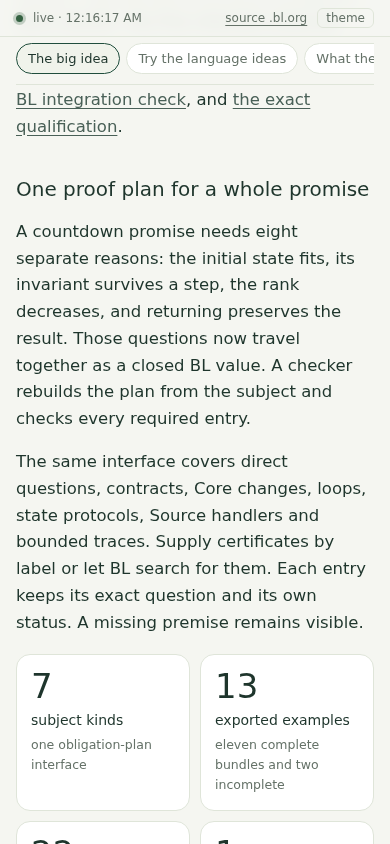 live · 12:16:17 AM
source .bl.org
theme
The big idea
Try the language ideas
What the
BL integration check, and the exact
qualification.
One proof plan for a whole promise
A countdown promise needs eight
separate reasons: the initial state fits, its
invariant survives a step, the rank
decreases, and returning preserves the
result. Those questions now travel
together as a closed BL value. A checker
rebuilds the plan from the subject and
checks every required entry.
The same interface covers direct
questions, contracts, Core changes, loops,
state protocols, Source handlers and
bounded traces. Supply certificates by
label or let BL search for them. Each entry
keeps its exact question and its own
status. A missing premise remains visible.
7
subject kinds
one obligation-plan
interface
13
exported examples
eleven complete
bundles and two
incomplete